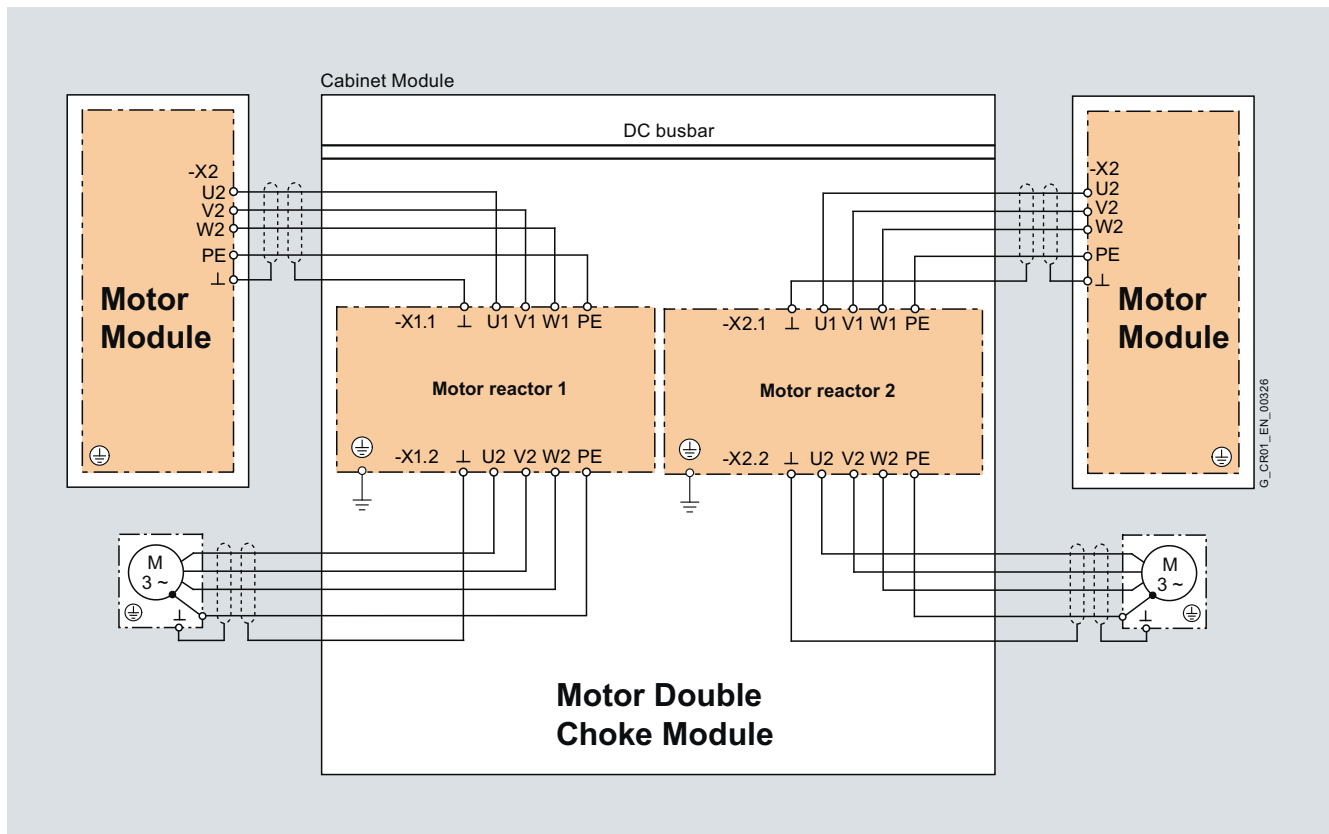 Cabinet Module
DC busbar
-X2
U2
V2
W2
PE
⊥
Motor
Module
-X2
U2
V2
W2
PE
⊥
Motor
Module
-X1.1 ⊥ U1 V1 W1 PE
Motor reactor 1
-X1.2 ⊥ U2 V2 W2 PE
-X2.1 ⊥ U1 V1 W1 PE
Motor reactor 2
-X2.2 ⊥ U2 V2 W2 PE
M
3 ~
⊥
M
3 ~
⊥
Motor Double
Choke Module
G_CR01_EN_00326